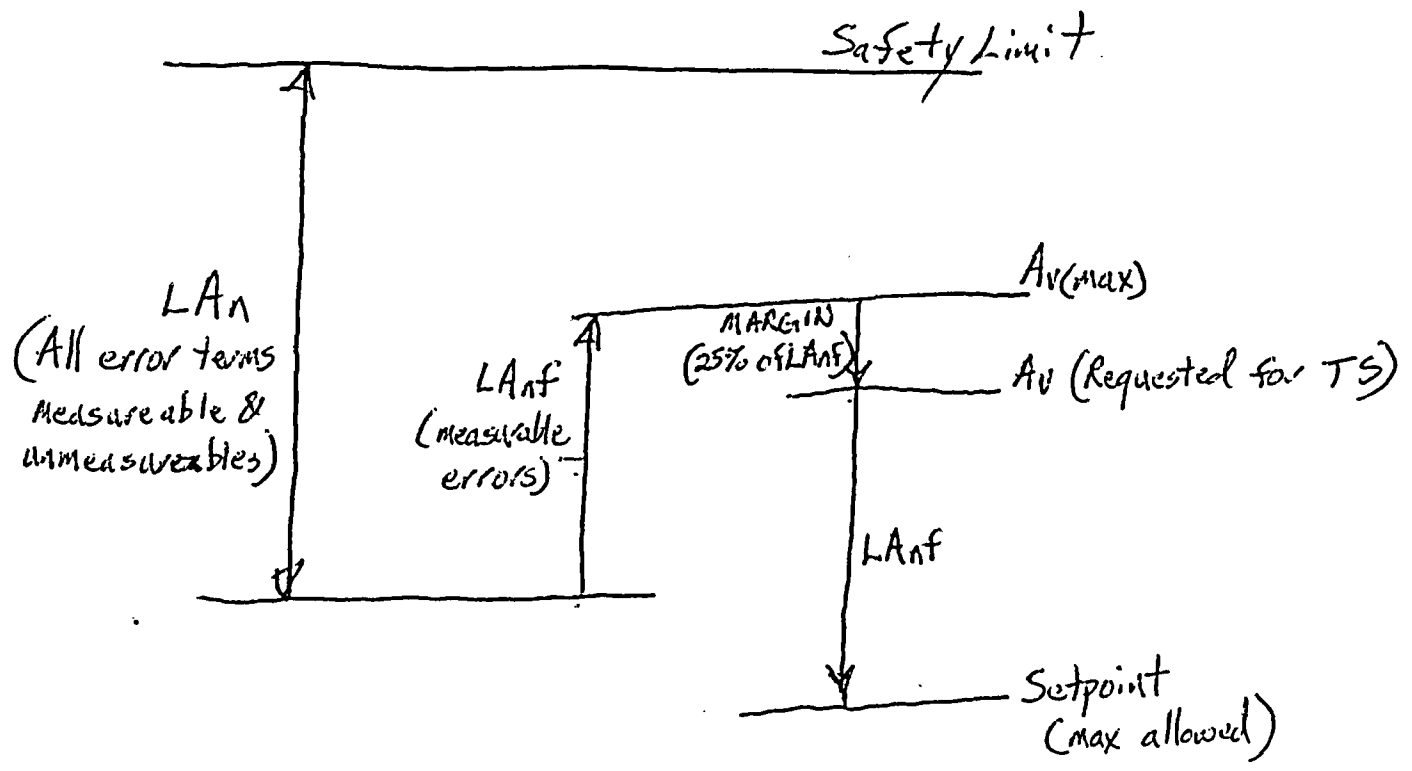 Safety Limit
LAn
(All error terms
measureable &
unmeasureables)
LAnf
(measurable
errors)
Av(max)
MARGIN
(25% of LAnf)
Av (Requested for TS)
LAnf
Setpoint
(max allowed)